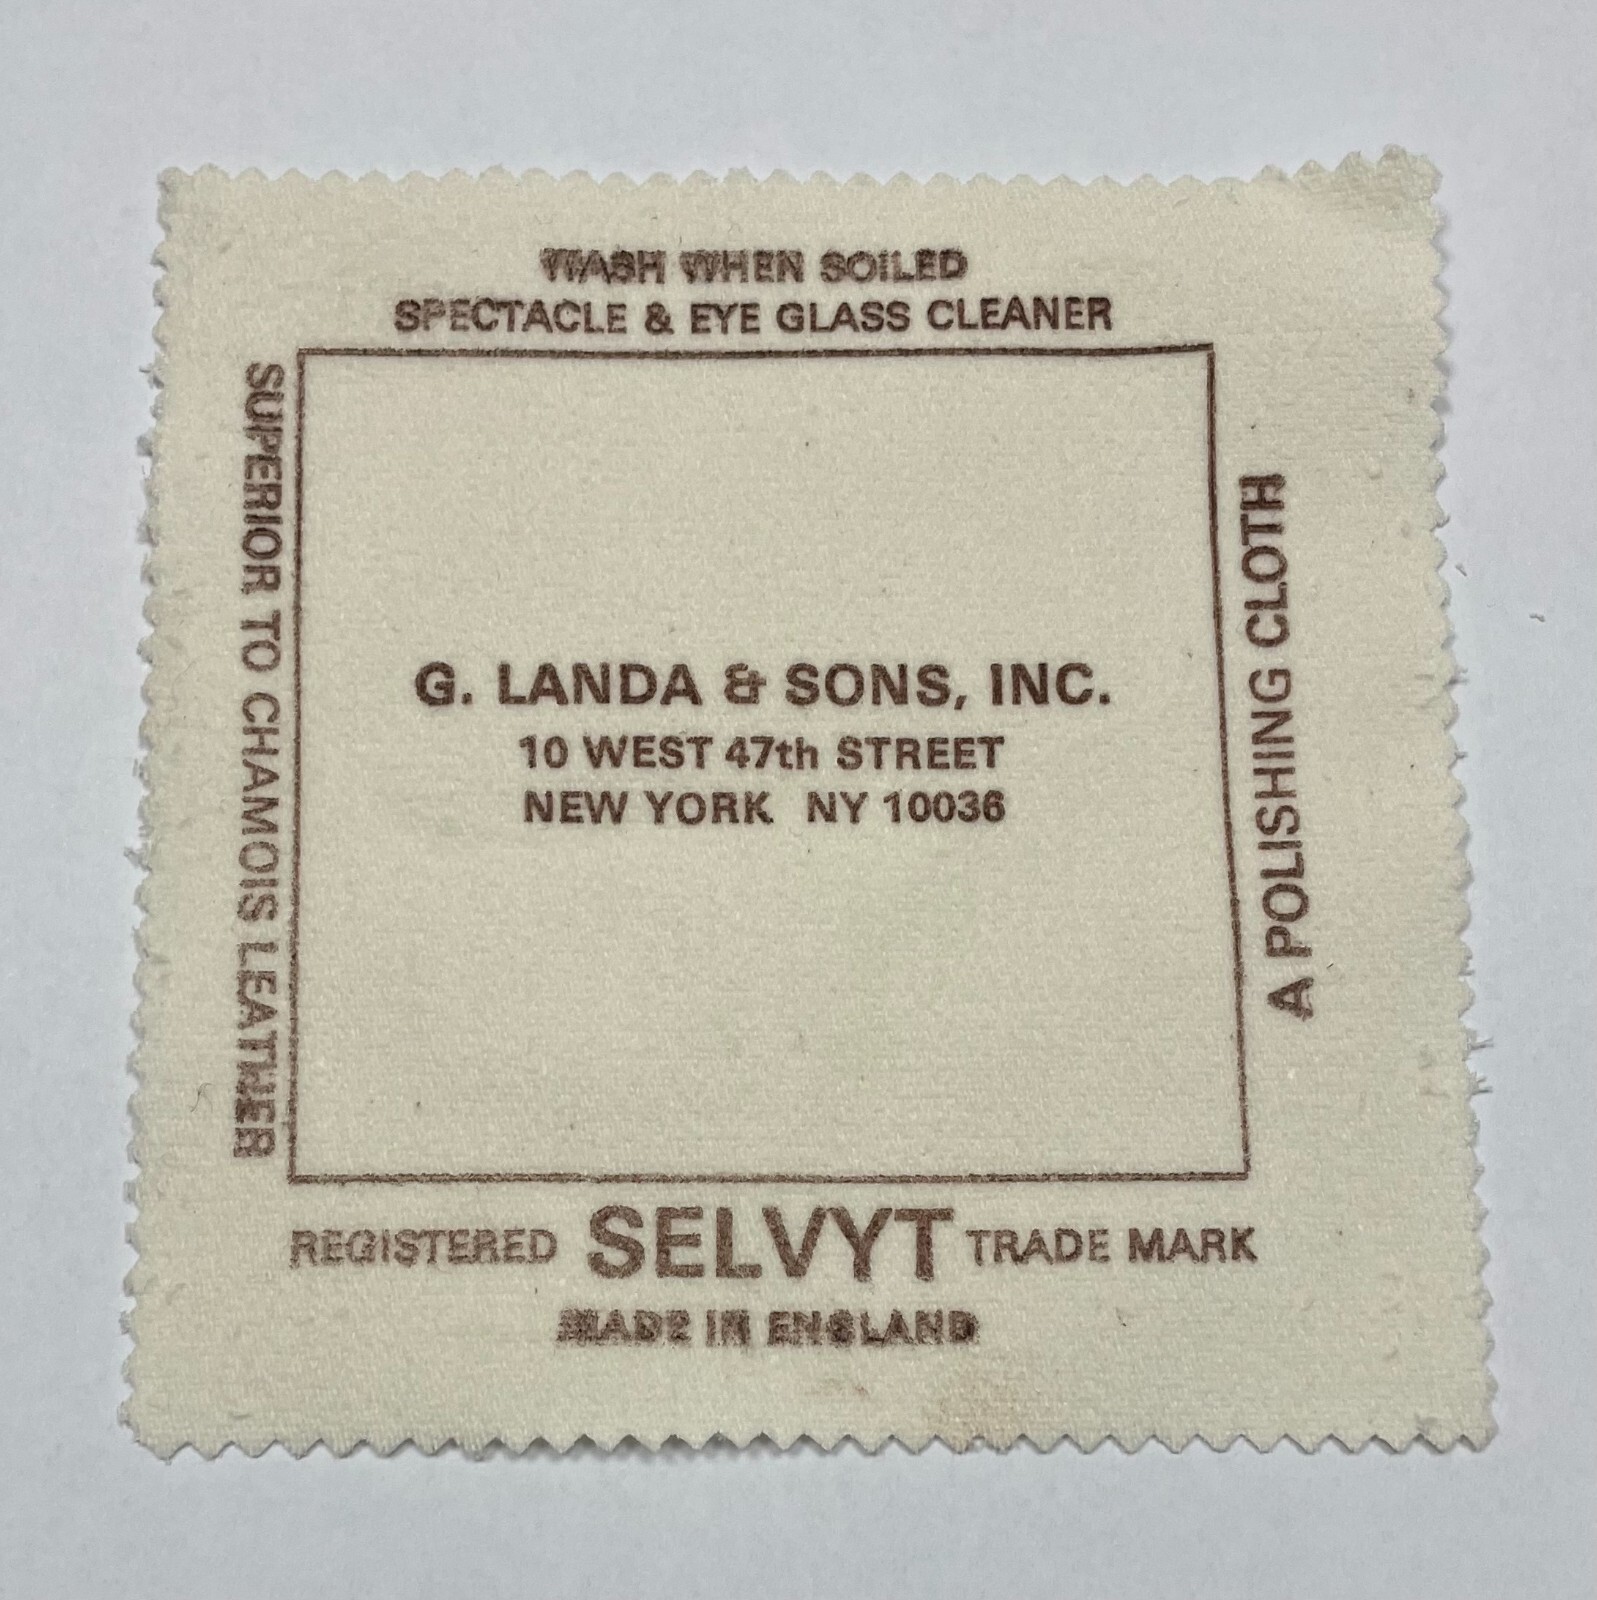 WASH WHEN SOILED
SPECTACLE & EYE GLASS CLEANER
SUPERIOR TO CHAMOIS LEATHER
A POLISHING CLOTH
G. LANDA & SONS, INC.
10 WEST 47th STREET
NEW YORK NY 10036
REGISTERED SELVYT TRADE MARK
MADE IN ENGLAND